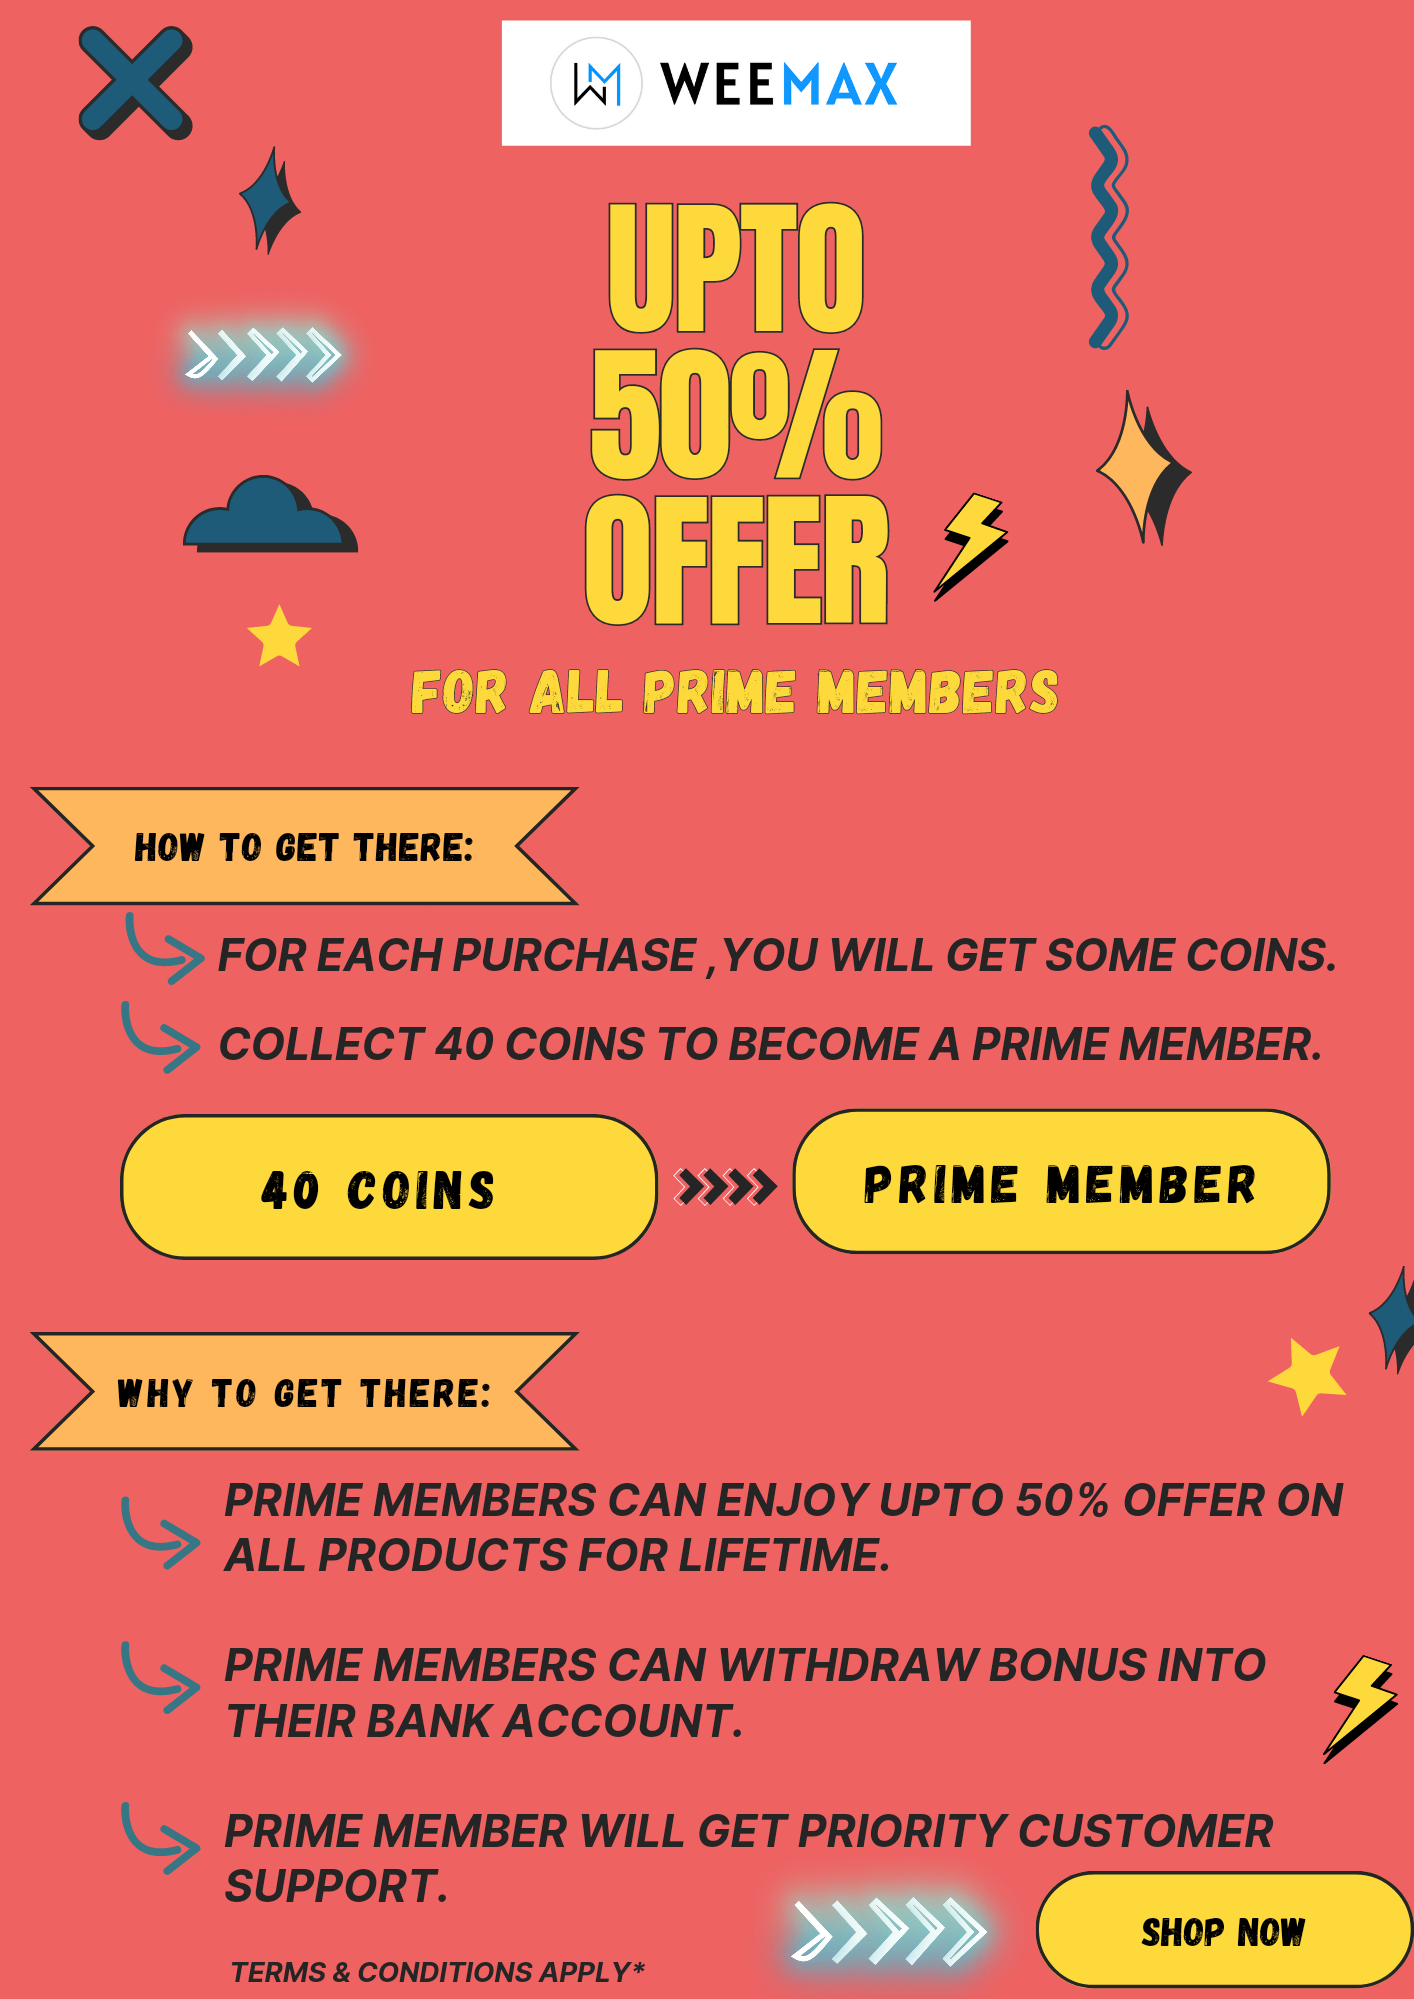 WM WEEMAX
UPTO
50%
OFFER
FOR ALL PRIME MEMBERS
HOW TO GET THERE:
FOR EACH PURCHASE ,YOU WILL GET SOME COINS.
COLLECT 40 COINS TO BECOME A PRIME MEMBER.
40 COINS
PRIME MEMBER
WHY TO GET THERE:
PRIME MEMBERS CAN ENJOY UPTO 50% OFFER ON
ALL PRODUCTS FOR LIFETIME.
PRIME MEMBERS CAN WITHDRAW BONUS INTO
THEIR BANK ACCOUNT.
PRIME MEMBER WILL GET PRIORITY CUSTOMER
SUPPORT.
SHOP NOW
TERMS & CONDITIONS APPLY*